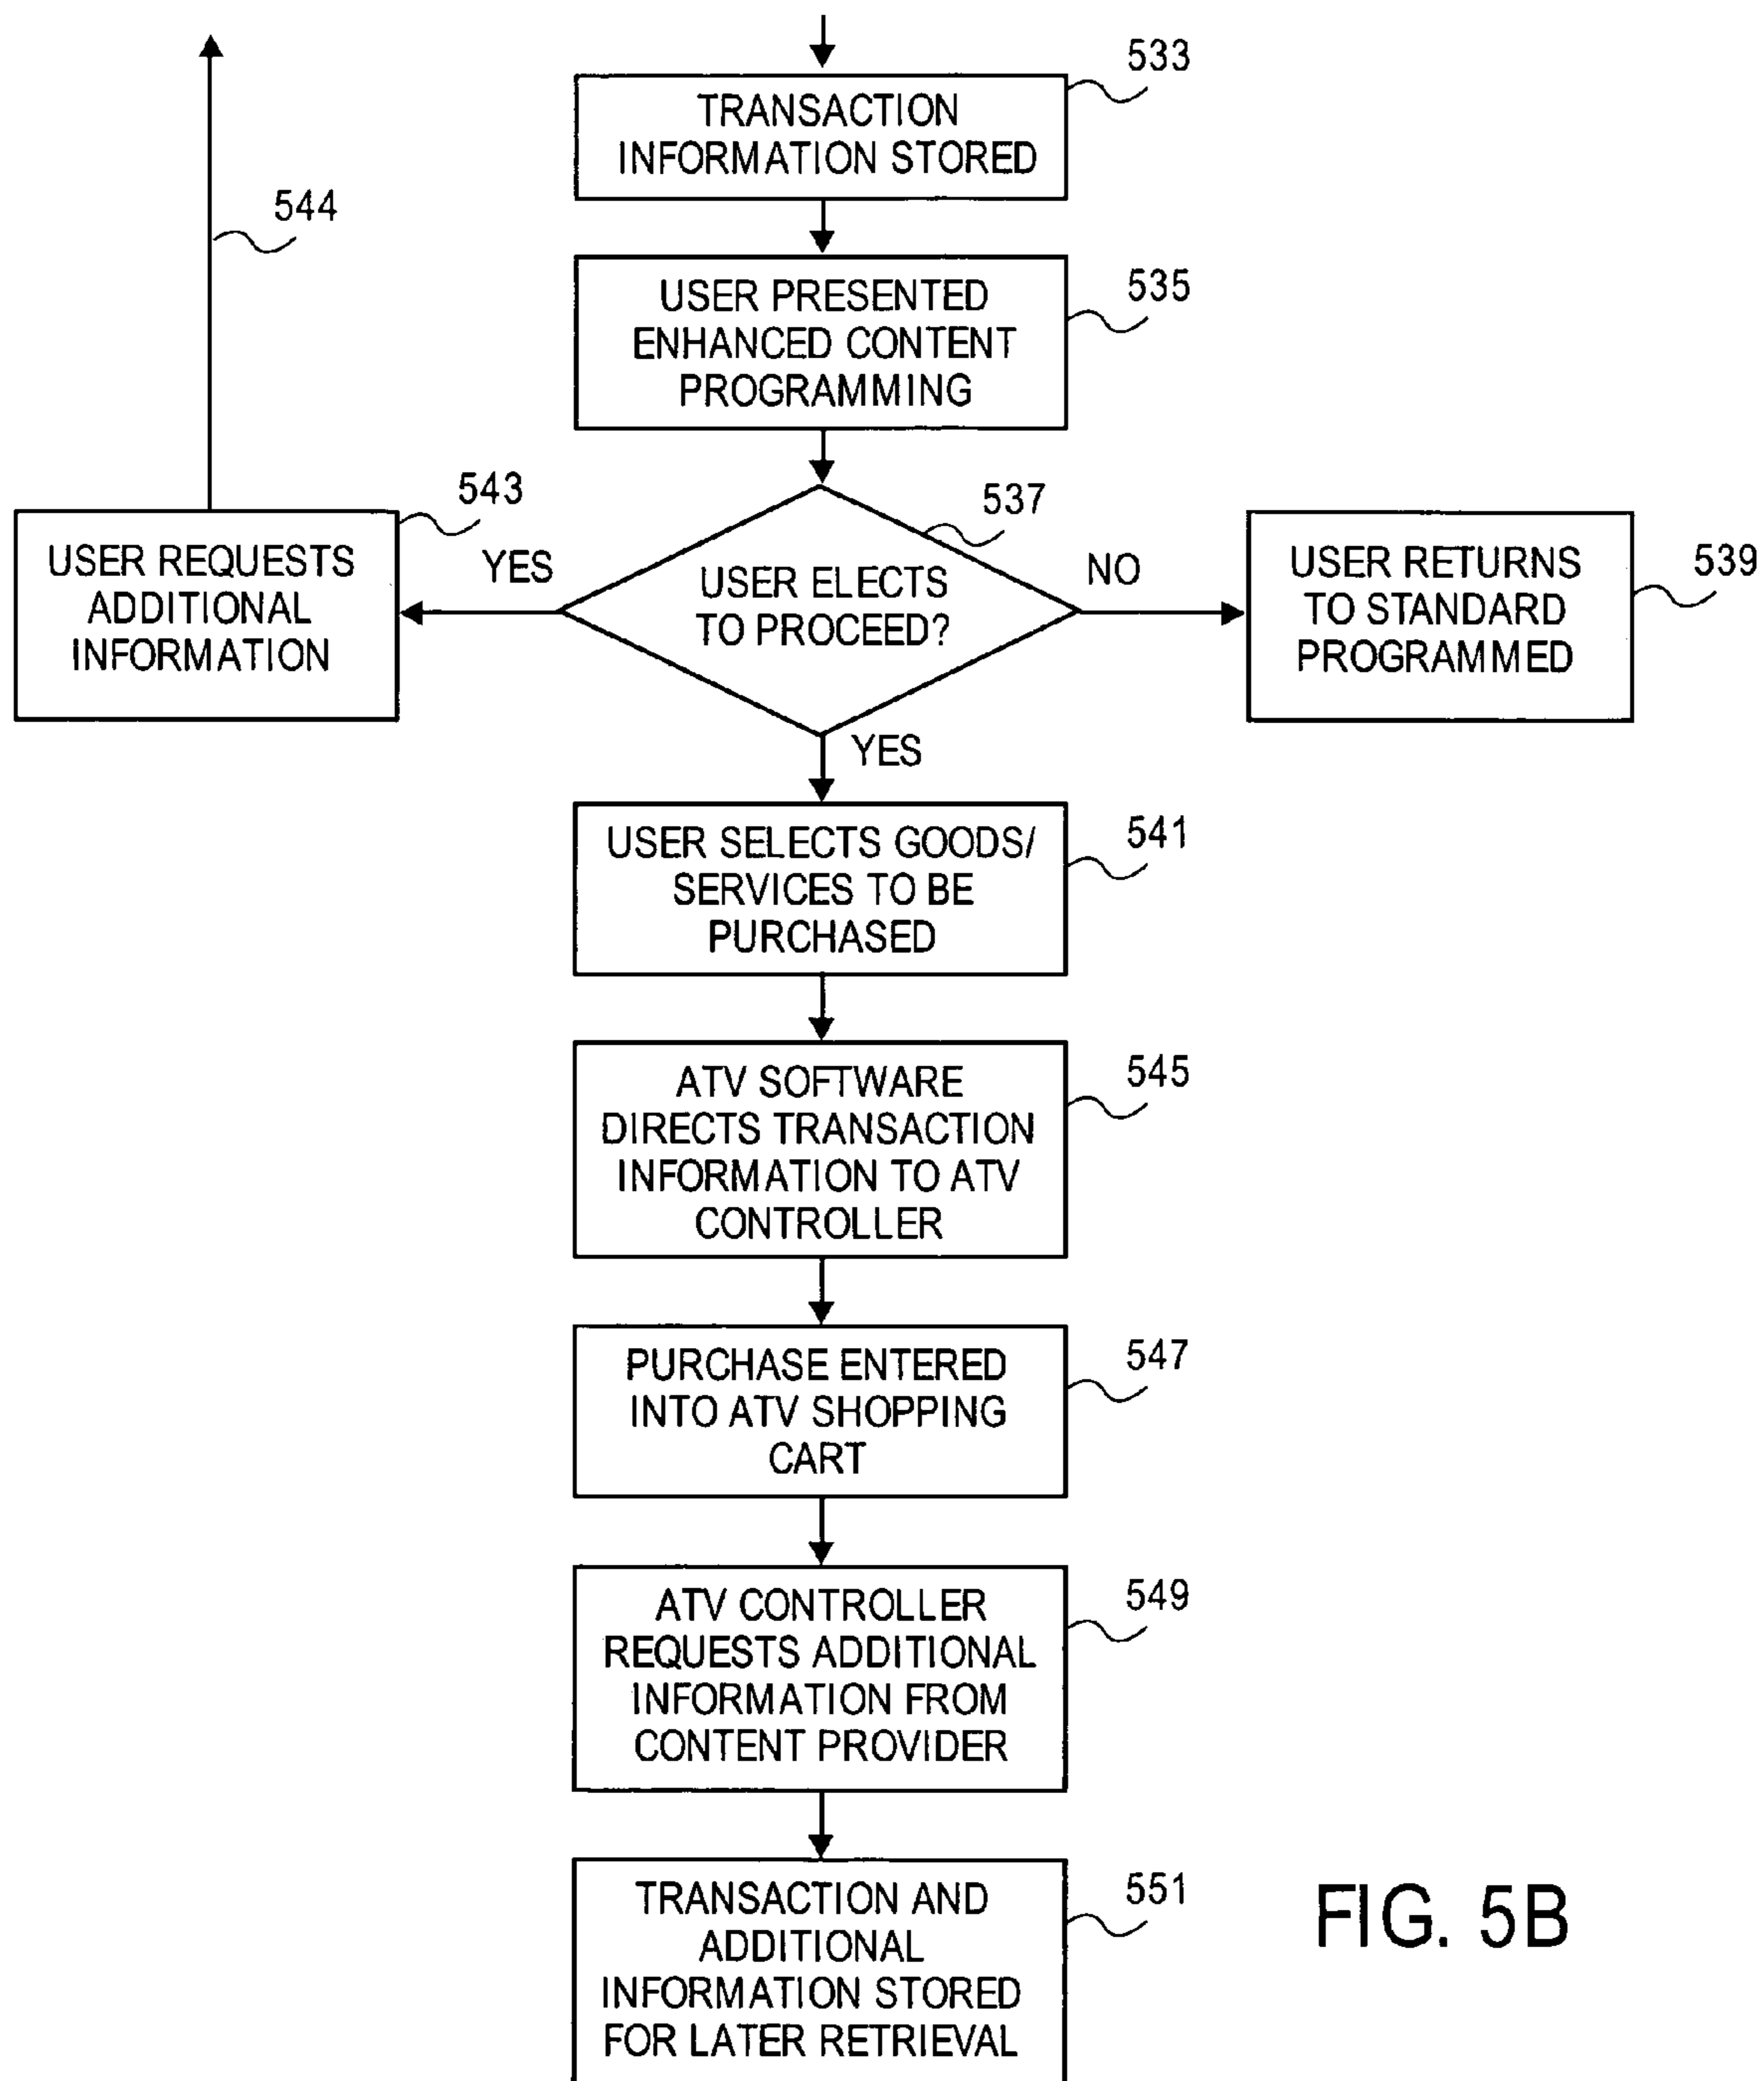 533
TRANSACTION
INFORMATION STORED
544
535
USER PRESENTED
ENHANCED CONTENT
PROGRAMMING
543
537
USER REQUESTS
ADDITIONAL
INFORMATION
YES
USER ELECTS
TO PROCEED?
NO
USER RETURNS
TO STANDARD
PROGRAMMED
539
YES
541
USER SELECTS GOODS/
SERVICES TO BE
PURCHASED
545
ATV SOFTWARE
DIRECTS TRANSACTION
INFORMATION TO ATV
CONTROLLER
547
PURCHASE ENTERED
INTO ATV SHOPPING
CART
549
ATV CONTROLLER
REQUESTS ADDITIONAL
INFORMATION FROM
CONTENT PROVIDER
551
TRANSACTION AND
ADDITIONAL
INFORMATION STORED
FOR LATER RETRIEVAL
FIG. 5B